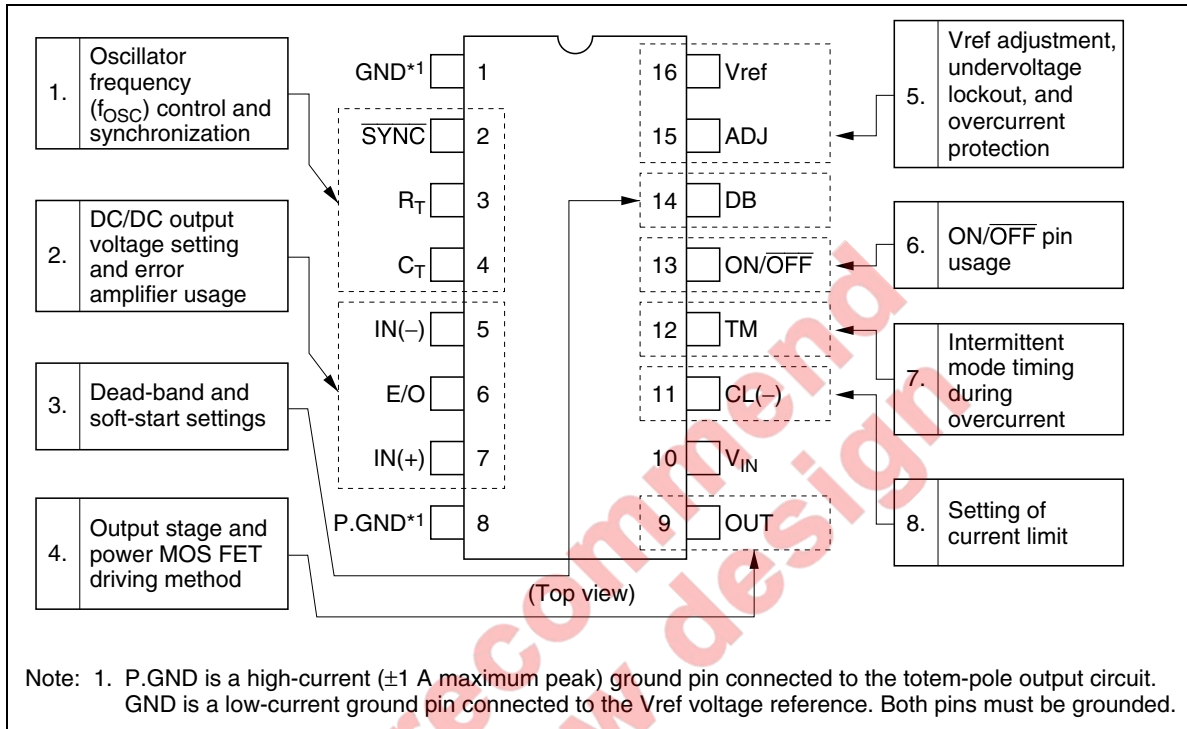 1. Oscillator
frequency
(fOSC) control and
synchronization
2. DC/DC output
voltage setting
and error
amplifier usage
3. Dead-band and
soft-start settings
4. Output stage and
power MOS FET
driving method
GND*1 1
SYNC 2
RT 3
CT 4
IN(−) 5
E/O 6
IN(+) 7
P.GND*1 8
16 Vref
15 ADJ
14 DB
13 ON/OFF
12 TM
11 CL(−)
10 VIN
9 OUT
(Top view)
5. Vref adjustment,
undervoltage
lockout, and
overcurrent
protection
6. ON/OFF pin
usage
7. Intermittent
mode timing
during
overcurrent
8. Setting of
current limit
Note: 1. P.GND is a high-current (±1 A maximum peak) ground pin connected to the totem-pole output circuit.
GND is a low-current ground pin connected to the Vref voltage reference. Both pins must be grounded.
recommend
design